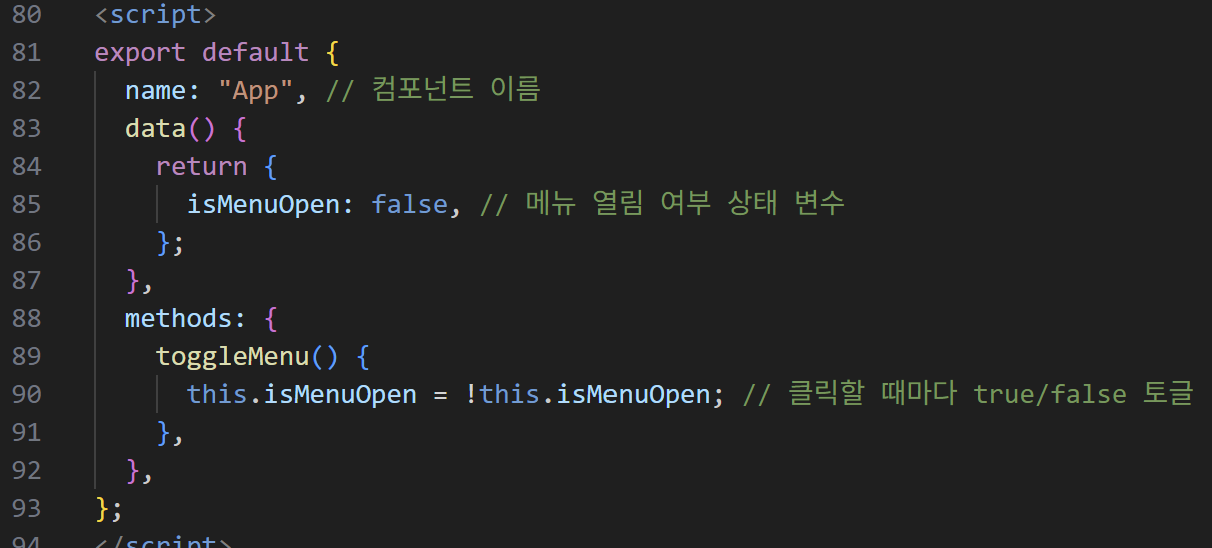 80 <script>
81 export default {
82 name: "App", // 컴포넌트 이름
83 data() {
84 return {
85 isMenuOpen: false, // 메뉴 열림 여부 상태 변수
86 };
87 },
88 methods: {
89 toggleMenu() {
90 this.isMenuOpen = !this.isMenuOpen; // 클릭할 때마다 true/false 토글
91 },
92 },
93 };
94 </script>